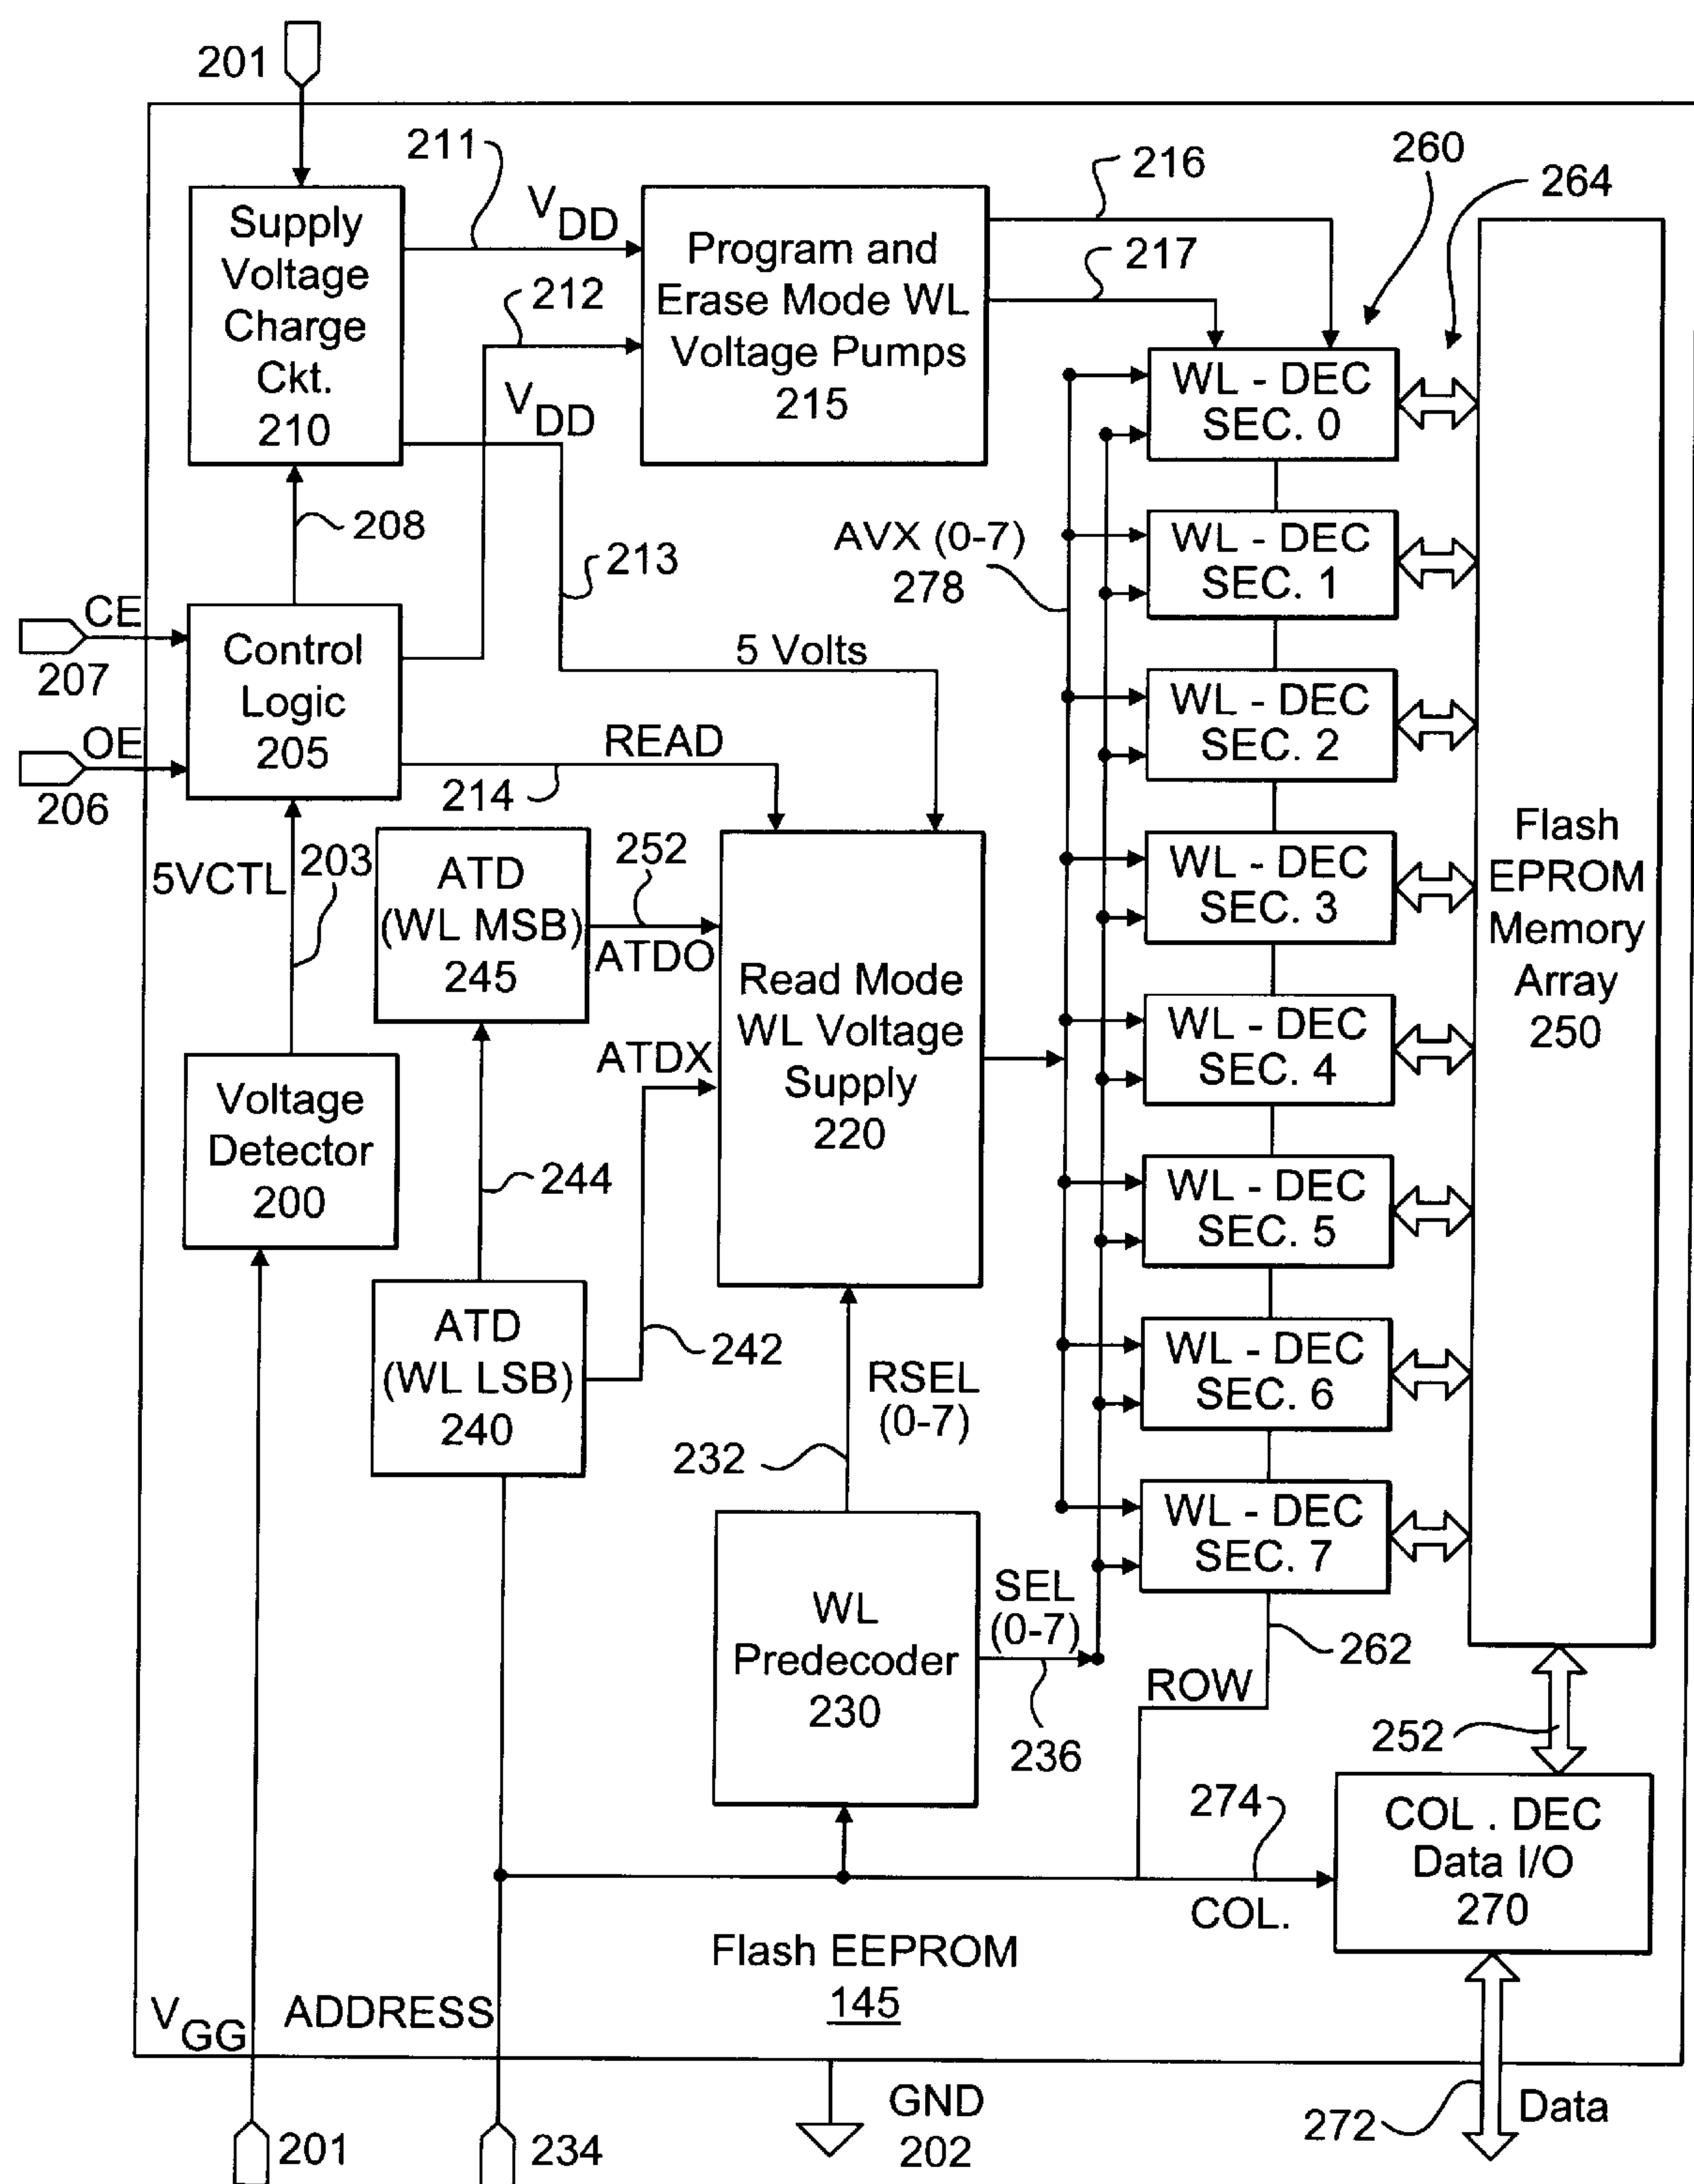 201
211
V DD
Supply
Voltage
Charge
Ckt.
210
212
V DD
Program and
Erase Mode WL
Voltage Pumps
215
216
217
260
264
208
213
AVX (0-7)
278
CE
207
OE
206
Control
Logic
205
5 Volts
READ
214
5VCTL
203
ATD
(WL MSB)
245
252
ATDO
ATDX
Read Mode
WL Voltage
Supply
220
Voltage
Detector
200
244
ATD
(WL LSB)
240
242
RSEL
(0-7)
232
WL
Predecoder
230
SEL
(0-7)
236
WL - DEC
SEC. 0
WL - DEC
SEC. 1
WL - DEC
SEC. 2
WL - DEC
SEC. 3
WL - DEC
SEC. 4
WL - DEC
SEC. 5
WL - DEC
SEC. 6
WL - DEC
SEC. 7
Flash
EPROM
Memory
Array
250
262
ROW
252
274
COL.
COL . DEC
Data I/O
270
Flash EEPROM
145
V GG
ADDRESS
201
234
GND
202
272
Data